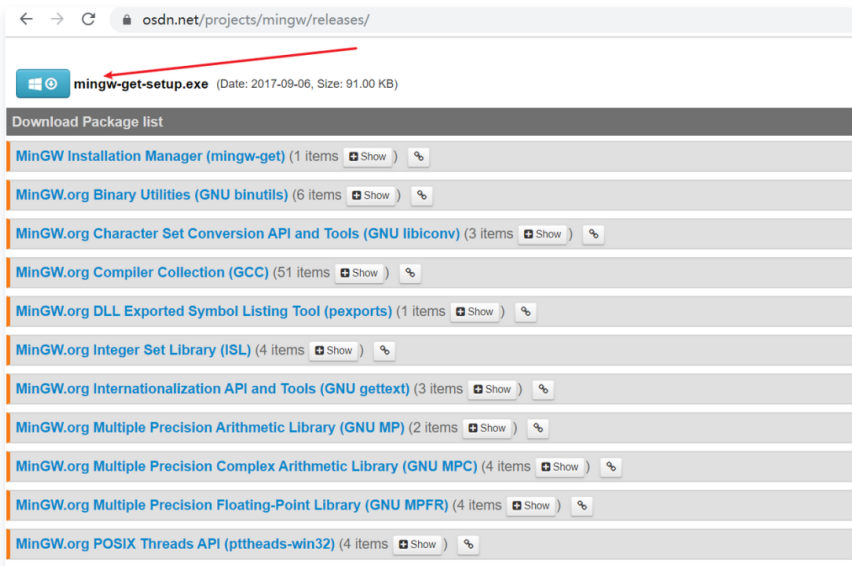 osdn.net/projects/mingw/releases/
mingw-get-setup.exe (Date: 2017-09-06, Size: 91.00 KB)
Download Package list
MinGW Installation Manager (mingw-get) (1 items Show )
MinGW.org Binary Utilities (GNU binutils) (6 items Show )
MinGW.org Character Set Conversion API and Tools (GNU libiconv) (3 items Show )
MinGW.org Compiler Collection (GCC) (51 items Show )
MinGW.org DLL Exported Symbol Listing Tool (pexports) (1 items Show )
MinGW.org Integer Set Library (ISL) (4 items Show )
MinGW.org Internationalization API and Tools (GNU gettext) (3 items Show )
MinGW.org Multiple Precision Arithmetic Library (GNU MP) (2 items Show )
MinGW.org Multiple Precision Complex Arithmetic Library (GNU MPC) (4 items Show )
MinGW.org Multiple Precision Floating-Point Library (GNU MPFR) (4 items Show )
MinGW.org POSIX Threads API (pttheads-win32) (4 items Show )